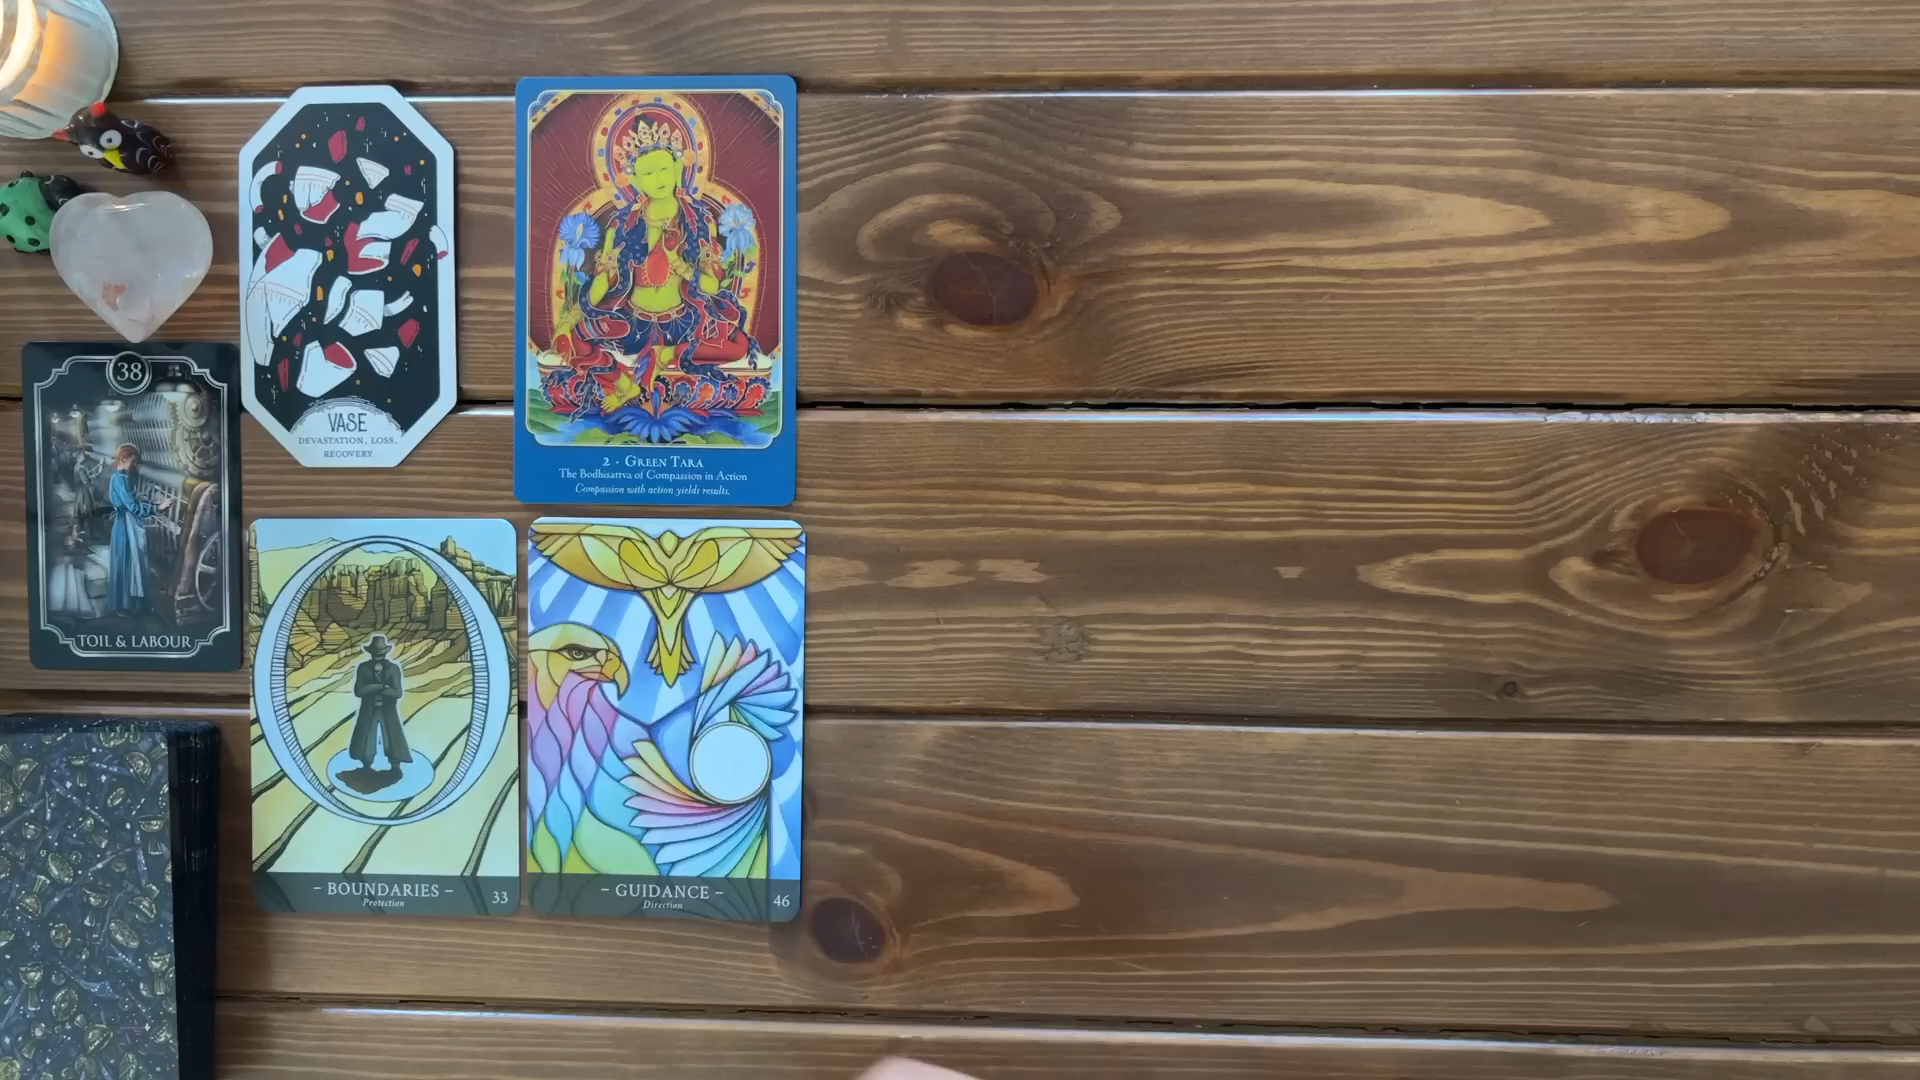 VASE
DEVASTATION, LOSS,
RECOVERY
2 · GREEN TARA
The Bodhisattva of Compassion in Action
Compassion with action yields results.
38
TOIL & LABOUR
- BOUNDARIES -
Protection
33
- GUIDANCE -
Direction
46